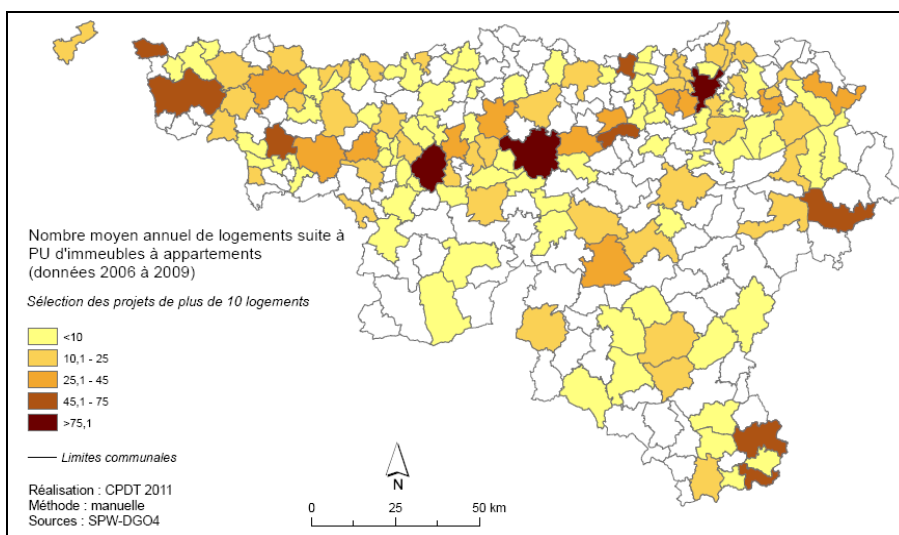 Nombre moyen annuel de logements suite à
PU d'immeubles à appartements
(données 2006 à 2009)
Sélection des projets de plus de 10 logements
<10
10,1 - 25
25,1 - 45
45,1 - 75
>75,1
Limites communales
Réalisation : CPDT 2011
Méthode : manuelle
Sources : SPW-DGO4
N
0 25 50 km